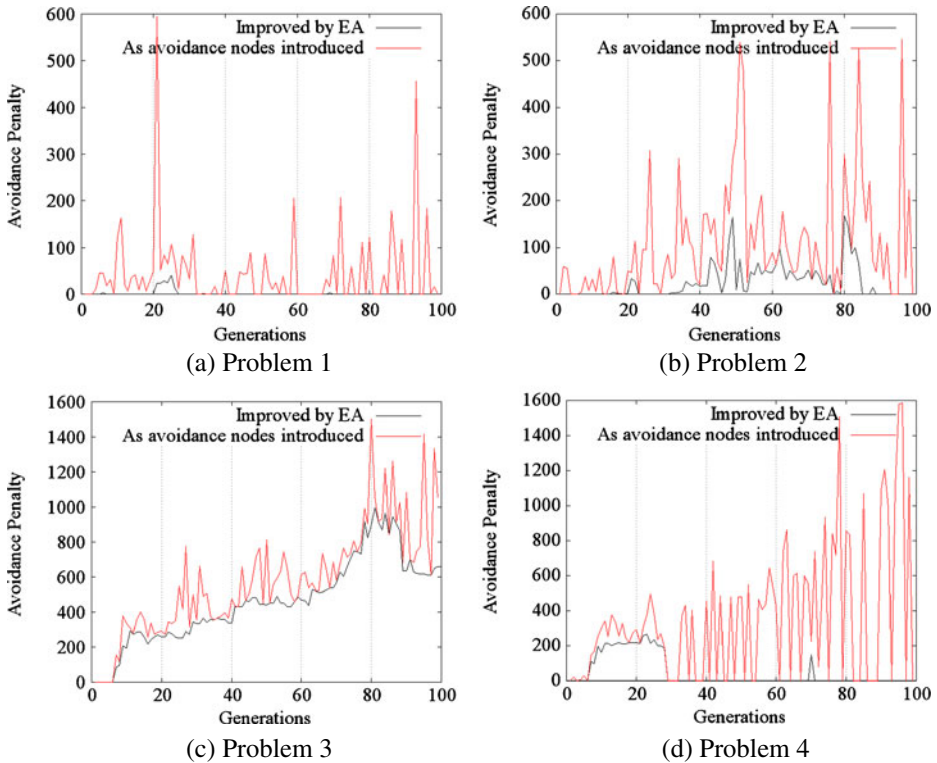 600
500
400
300
200
100
0
0 20 40 60 80 100
Avoidance Penalty
Generations
Improved by EA
As avoidance nodes introduced
(a) Problem 1
600
500
400
300
200
100
0
0 20 40 60 80 100
Avoidance Penalty
Generations
Improved by EA
As avoidance nodes introduced
(b) Problem 2
1600
1400
1200
1000
800
600
400
200
0
0 20 40 60 80 100
Avoidance Penalty
Generations
Improved by EA
As avoidance nodes introduced
(c) Problem 3
1600
1400
1200
1000
800
600
400
200
0
0 20 40 60 80 100
Avoidance Penalty
Generations
Improved by EA
As avoidance nodes introduced
(d) Problem 4